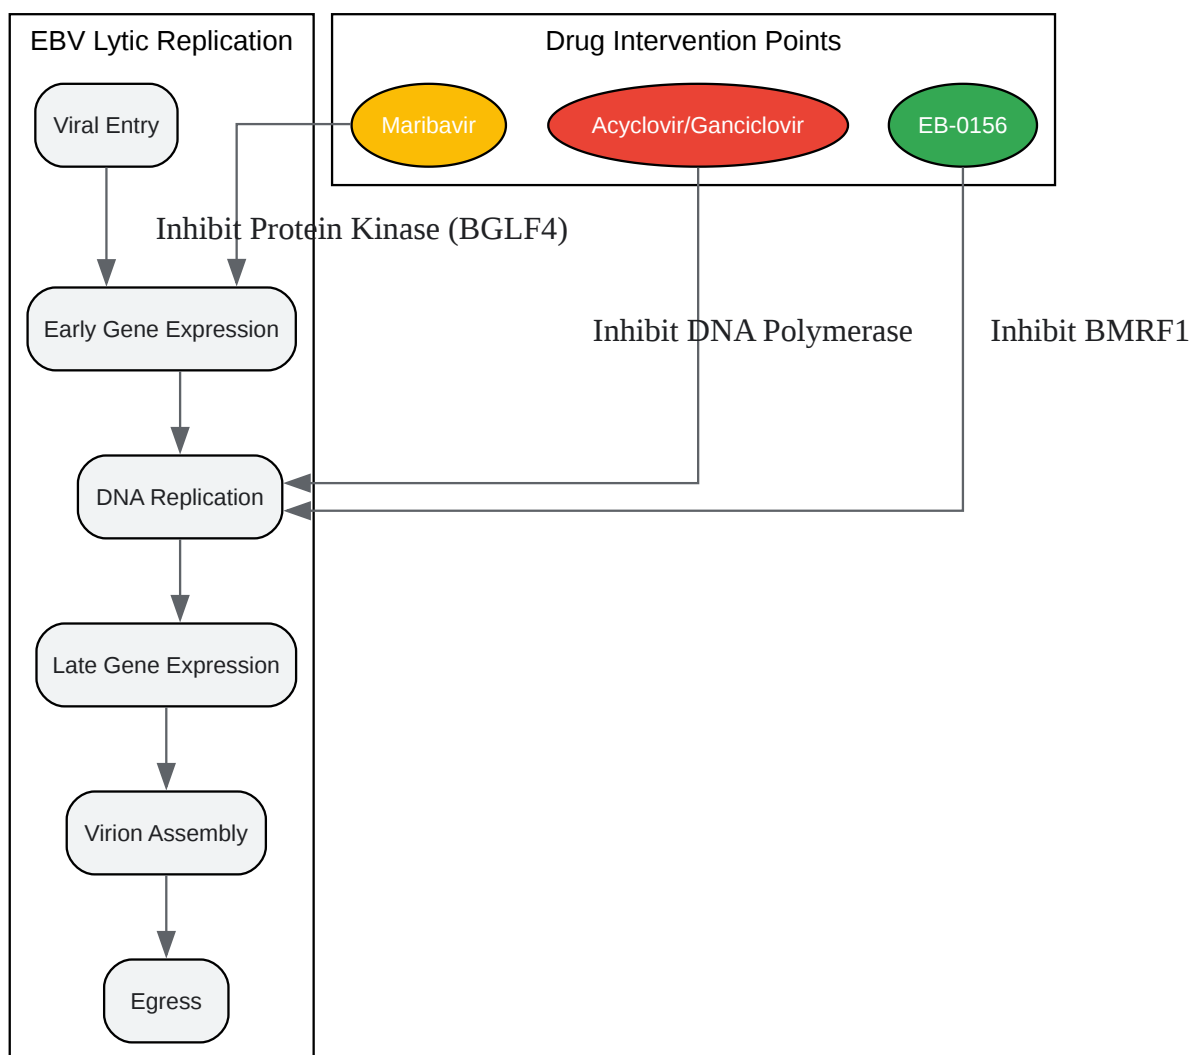 EBV Lytic Replication
Drug Intervention Points
Viral Entry
Maribavir
Acyclovir/Ganciclovir
EB-0156
Inhibit Protein Kinase (BGLF4)
Early Gene Expression
Inhibit DNA Polymerase
Inhibit BMRF1
DNA Replication
Late Gene Expression
Virion Assembly
Egress